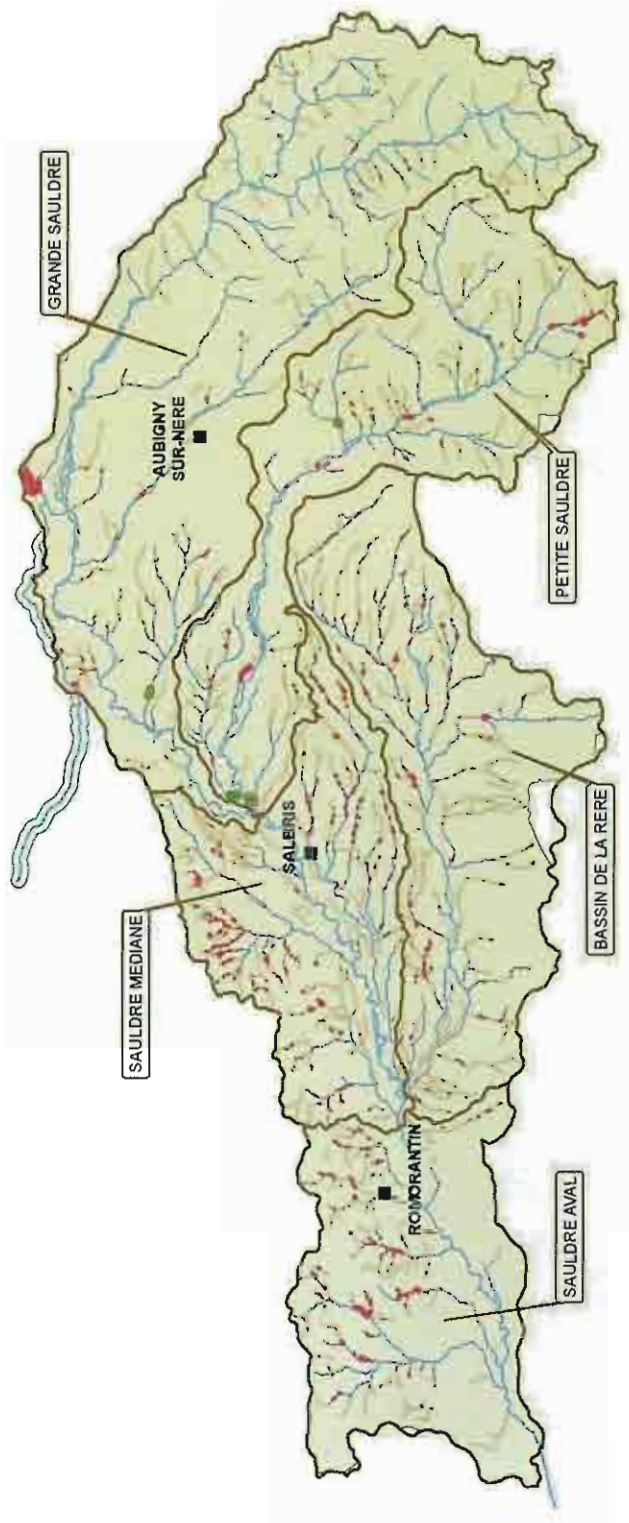 GRANDE SAULDRE
SAULDRE MEDIANE
AUBIGNY
SUR-NERE
SALBRIS
ROMORANTIN
SAULDRE AVAL
PETITE SAULDRE
BASSIN DE LA RERE